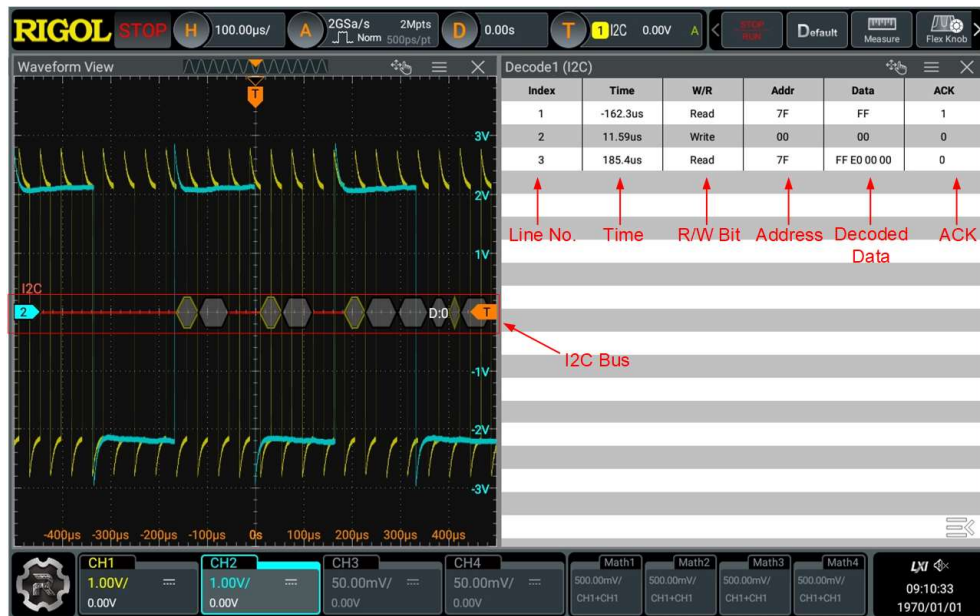 RIGOL STOP H 100.00μs/ A 2GSa/s 2Mpts Norm 500ps/pt D 0.00s T 1 I2C 0.00V A < STOP RUN Default Measure Flex Knob >
Waveform View
Decode1 (I2C)
Index Time W/R Addr Data ACK
1 -162.3us Read 7F FF 1
2 11.59us Write 00 00 0
3 185.4us Read 7F FF E0 00 00 0
Line No. Time R/W Bit Address Decoded Data ACK
T
3V
2V
1V
I2C
2 D:0 T
I2C Bus
-1V
-2V
-3V
-400μs -300μs -200μs -100μs 0s 100μs 200μs 300μs 400μs
CH1 CH2 CH3 CH4 Math1 Math2 Math3 Math4
1.00V/ 1.00V/ 50.00mV/ 50.00mV/ 500.00mV/ 500.00mV/ 500.00mV/ 500.00mV/
0.00V 0.00V 0.00V 0.00V CH1+CH1 CH1+CH1 CH1+CH1 CH1+CH1
LXI
09:10:33
1970/01/01